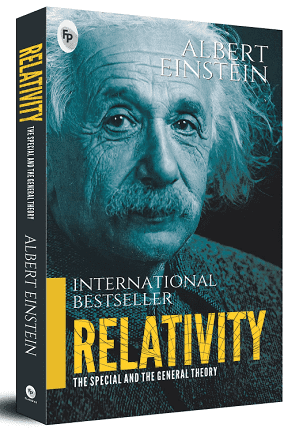 FP
ALBERT
EINSTEIN
INTERNATIONAL
BESTSELLER
RELATIVITY
THE SPECIAL AND THE GENERAL THEORY
RELATIVITY
THE SPECIAL AND THE GENERAL THEORY
ALBERT EINSTEIN